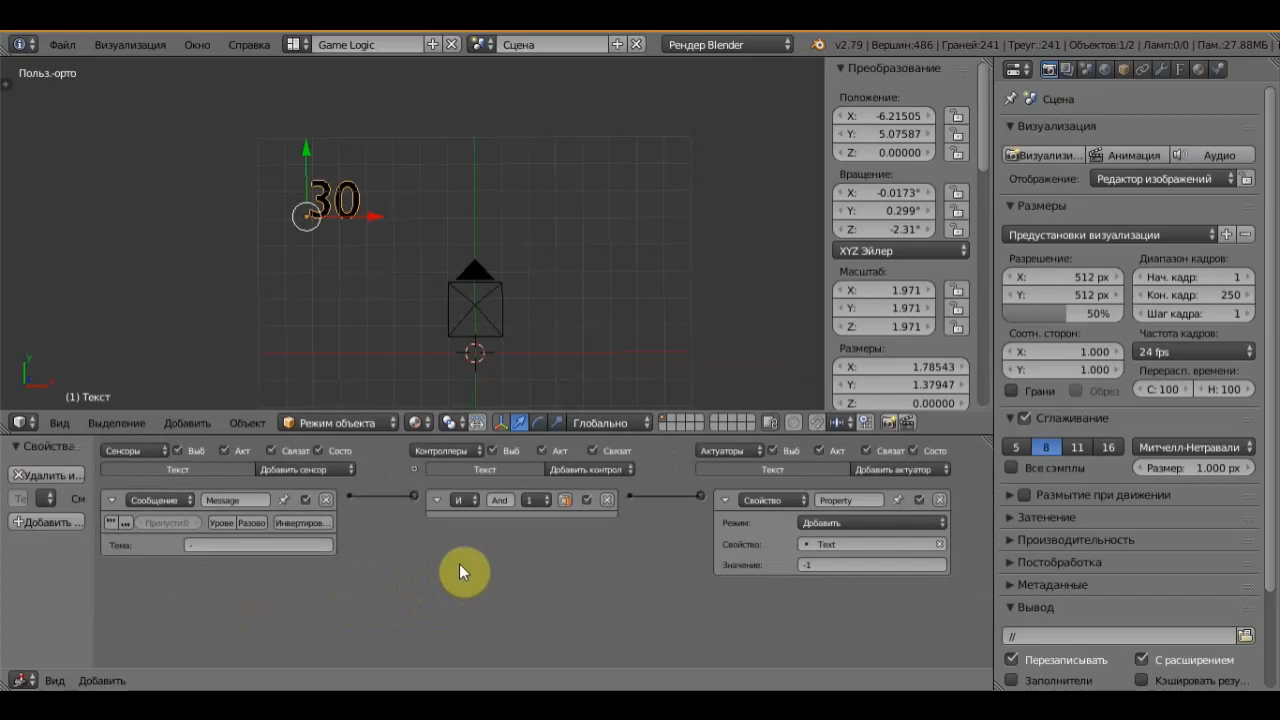 Файл Визуализация Окно Справка Game Logic Сцена Рендер Blender v2.79 | Вершин:486 | Граней:241 | Треуг.:241 | Объектов:1/2 | Ламп:0/0 | Пам.:27.88МБ |
Польз.-орто
30
(1) Текст
Преобразование
Положение:
X: -6.21505
Y: 5.07587
Z: 0.00000
Вращение:
X: -0.0173°
Y: 0.299°
Z: -2.31°
XYZ Эйлер
Масштаб:
X: 1.971
Y: 1.971
Z: 1.971
Размеры:
X: 1.78543
Y: 1.37947
Z: 0.00000
Сцена
Визуализация
Визуализи... Анимация Аудио
Отображение: Редактор изображений
Размеры
Предустановки визуализации
Разрешение: Диапазон кадров:
X: 512 px Нач. кадр: 1
Y: 512 px Кон. кадр: 250
50% Шаг кадра: 1
Соотн. сторон: Частота кадров:
X: 1.000 24 fps
Y: 1.000 Перерасп. времени:
Грани Обрез С: 100 Н: 100
Сглаживание
5 8 11 16 Митчелл-Нетравали
Все сэмплы Размер: 1.000 px
Размытие при движении
Затенение
Производительность
Постобработка
Метаданные
Вывод
//
Перезаписывать С расширением
Заполнители Кэшировать резу...
Вид Выделение Добавить Объект Режим объекта Глобально
Свойства
Удалить и...
Те См
Добавить ...
Сенсоры Выб Акт Связат Состо
Текст Добавить сенсор
Сообщение Message
Пропустис0 Урове Разово Инвертиров...
Тема: -
Контроллеры Выб Акт Связат
Текст Добавить контрол
И And 1
Актуаторы Выб Акт Связат Состо
Текст Добавить актуатор
Свойство Property
Режим: Добавить
Свойство: Text
Значение: -1
Вид Добавить